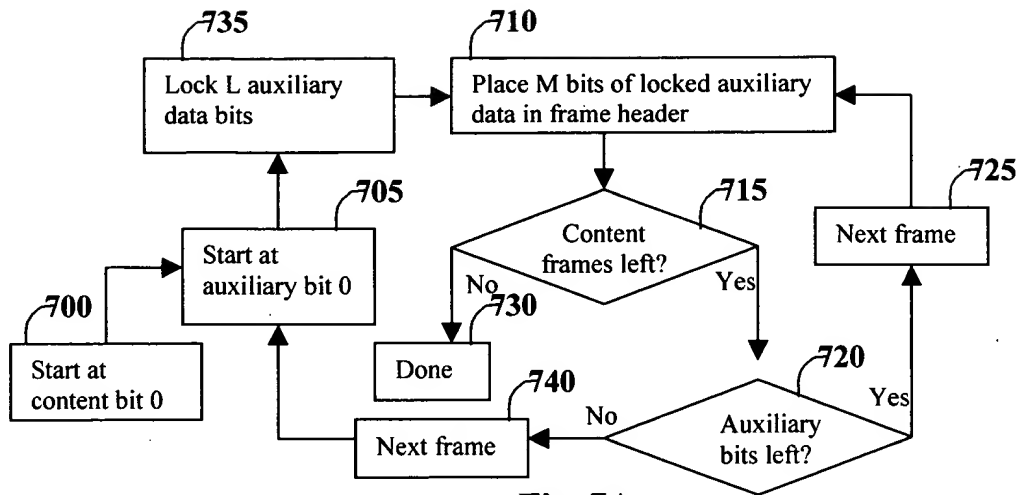 735
710
Lock L auxiliary
data bits
Place M bits of locked auxiliary
data in frame header
705
715
725
Start at
auxiliary bit 0
Content
frames left?
Next frame
700
No
Yes
730
Start at
content bit 0
Done
740
720
No
Yes
Next frame
Auxiliary
bits left?